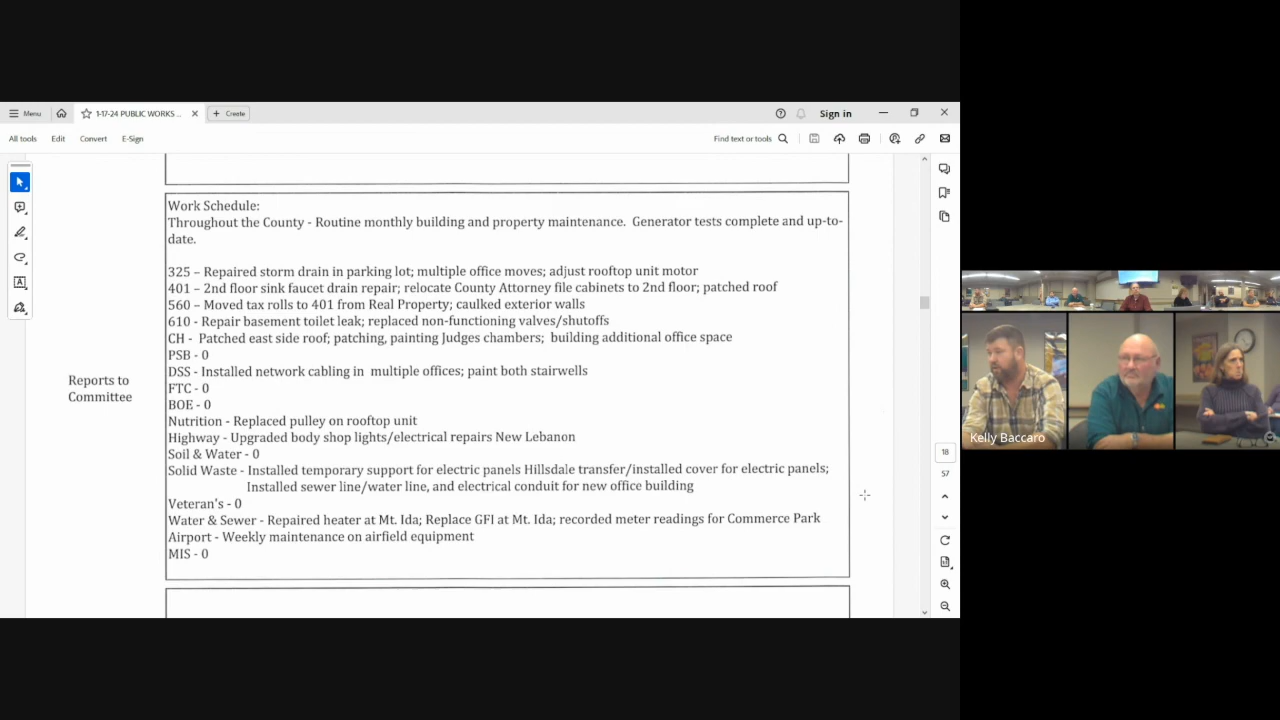 Menu
1-17-24 PUBLIC WORKS ...
Create
Sign in
All tools
Edit
Convert
E-Sign
Find text or tools
Work Schedule:
Throughout the County - Routine monthly building and property maintenance. Generator tests complete and up-to-
date.
325 – Repaired storm drain in parking lot; multiple office moves; adjust rooftop unit motor
401 – 2nd floor sink faucet drain repair; relocate County Attorney file cabinets to 2nd floor; patched roof
560 – Moved tax rolls to 401 from Real Property; caulked exterior walls
610 - Repair basement toilet leak; replaced non-functioning valves/shutoffs
CH - Patched east side roof; patching, painting Judges chambers; building additional office space
PSB - 0
DSS - Installed network cabling in multiple offices; paint both stairwells
FTC - 0
BOE - 0
Nutrition - Replaced pulley on rooftop unit
Highway - Upgraded body shop lights/electrical repairs New Lebanon
Soil & Water - 0
Solid Waste - Installed temporary support for electric panels Hillsdale transfer/installed cover for electric panels;
Installed sewer line/water line, and electrical conduit for new office building
Veteran's - 0
Water & Sewer - Repaired heater at Mt. Ida; Replace GFI at Mt. Ida; recorded meter readings for Commerce Park
Airport - Weekly maintenance on airfield equipment
MIS - 0
Reports to
Committee
18
57
Kelly Baccaro